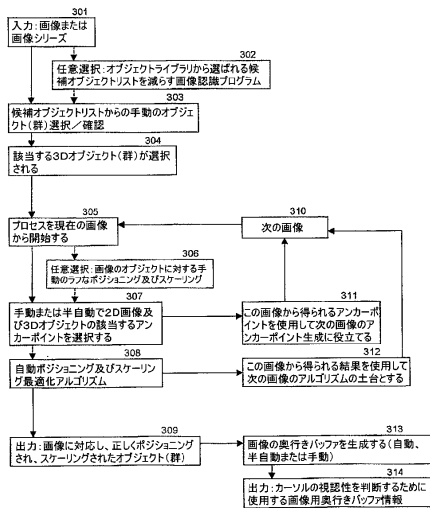 301
入力:画像または
画像シリーズ
302
任意選択:オブジェクトライブラリから選ばれる候
補オブジェクトリストを減らす画像認識プログラム
303
候補オブジェクトリストからの手動のオブジェ
クト(群)選択/確認
304
該当する3Dオブジェクト(群)が選択
される
305
プロセスを現在の画像
から開始する
310
次の画像
306
任意選択:画像のオブジェクトに対する手
動のラフなポジショニング及びスケーリング
307
手動または半自動で2D画像及
び3Dオブジェクトの該当するアン
カーポイントを選択する
311
この画像から得られるアンカーポ
イントを使用して次の画像のア
ンカーポイント生成に役立てる
308
自動ポジショニング及びスケーリ
ング最適化アルゴリズム
312
この画像から得られる結果を使用して
次の画像のアルゴリズムの土台とする
309
出力:画像に対応し、正しくポジショニング
され、スケーリングされたオブジェクト(群)
313
画像の奥行きバッファを生成する(自動、
半自動または手動)
314
出力:カーソルの視認性を判断するために
使用する画像用奥行きバッファ情報